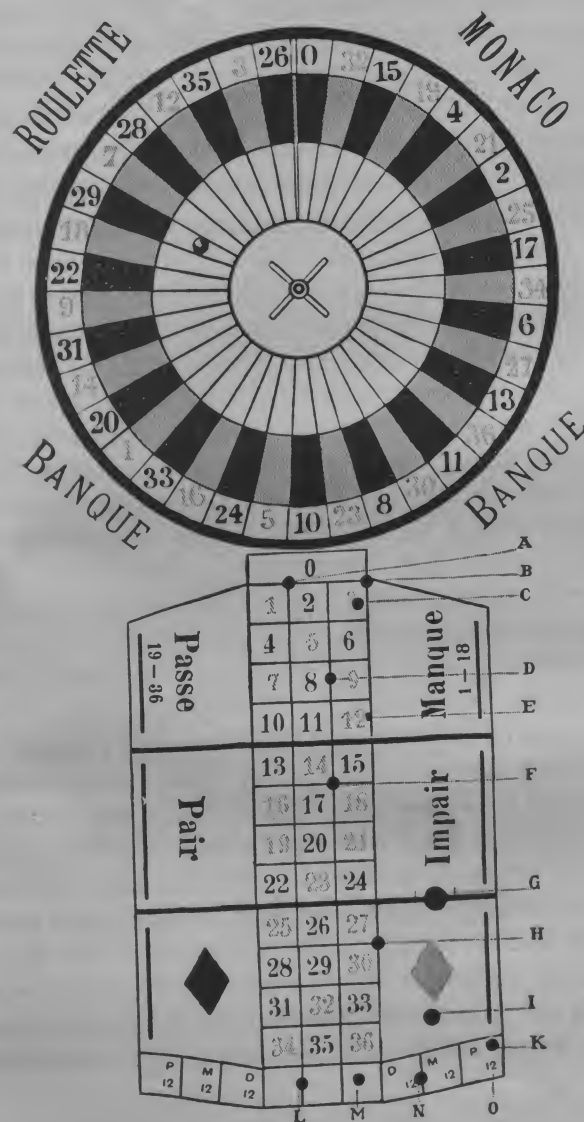 ROULETTE
MONACO
0 32 15 19 4 21 2 25 17 34 6 27 13 36 11 30 8 23 10 5 24 16 33 1 20 14 31 9 22 18 29 7 28 12 35 3 26
BANQUE
BANQUE
A
0
B
1 2 3
C
4 5 6
Passe
19–36
Manque
1–18
7 8 9
D
10 11 12
E
13 14 15
F
16 17 18
Pair
Impair
19 20 21
22 23 24
G
25 26 27
H
28 29 30
31 32 33
I
34 35 36
K
P 12
M 12
D 12
D 12
M 12
P 12
L M N O